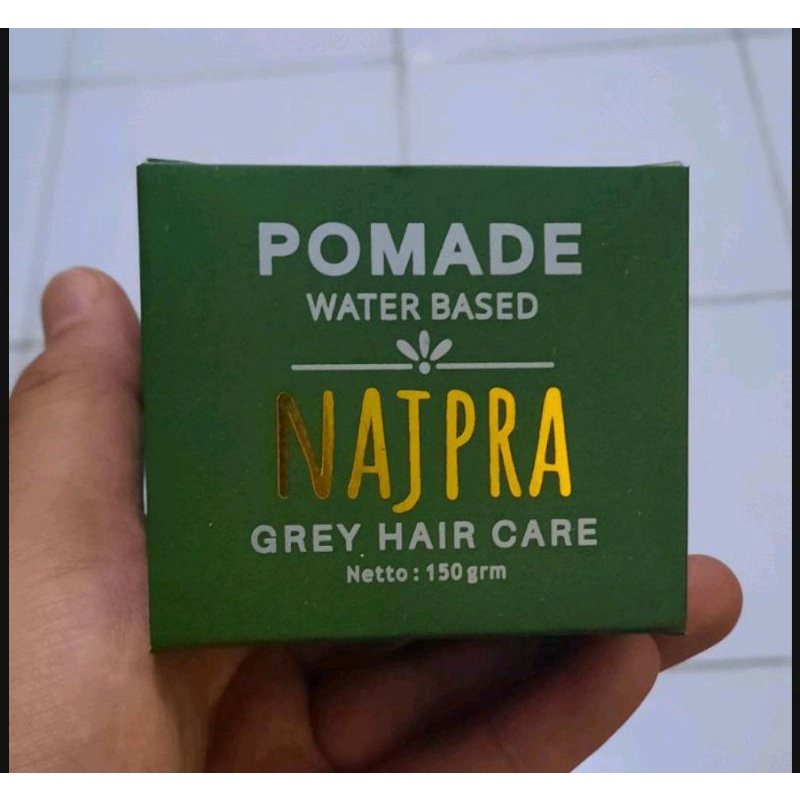 POMADE
WATER BASED
NAJPRA
GREY HAIR CARE
Netto : 150 grm